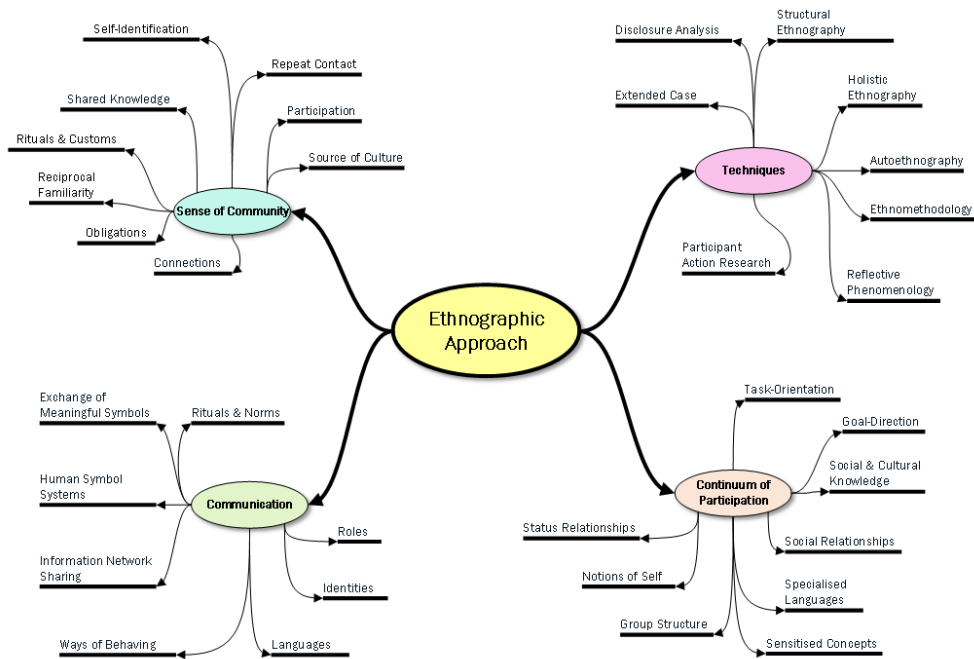 Self-Identification
Repeat Contact
Shared Knowledge
Participation
Rituals & Customs
Source of Culture
Reciprocal
Familiarity
Sense of Community
Obligations
Connections
Disclosure Analysis
Structural
Ethnography
Extended Case
Holistic
Ethnography
Techniques
Autoethnography
Ethnomethodology
Participant
Action Research
Reflective
Phenomenology
Ethnographic
Approach
Exchange of
Meaningful Symbols
Rituals & Norms
Human Symbol
Systems
Communication
Information Network
Sharing
Roles
Identities
Ways of Behaving
Languages
Task-Orientation
Goal-Direction
Continuum of
Participation
Social & Cultural
Knowledge
Status Relationships
Social Relationships
Notions of Self
Specialised
Languages
Group Structure
Sensitised Concepts